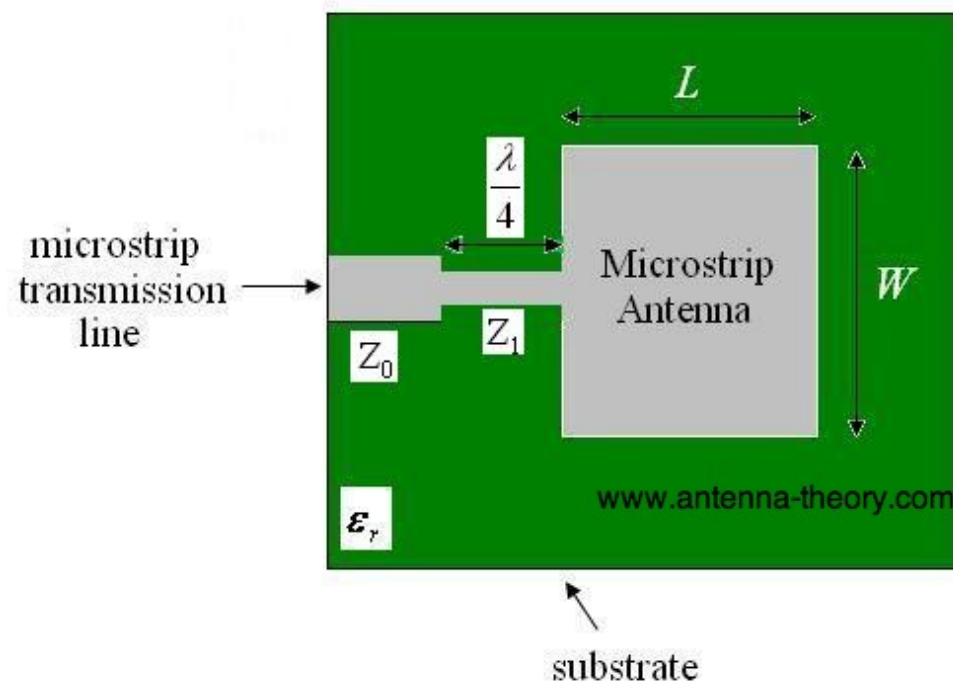 L
λ
4
microstrip
transmission
line
Microstrip
Antenna
W
Z₀
Z₁
www.antenna-theory.com
εᵣ
substrate